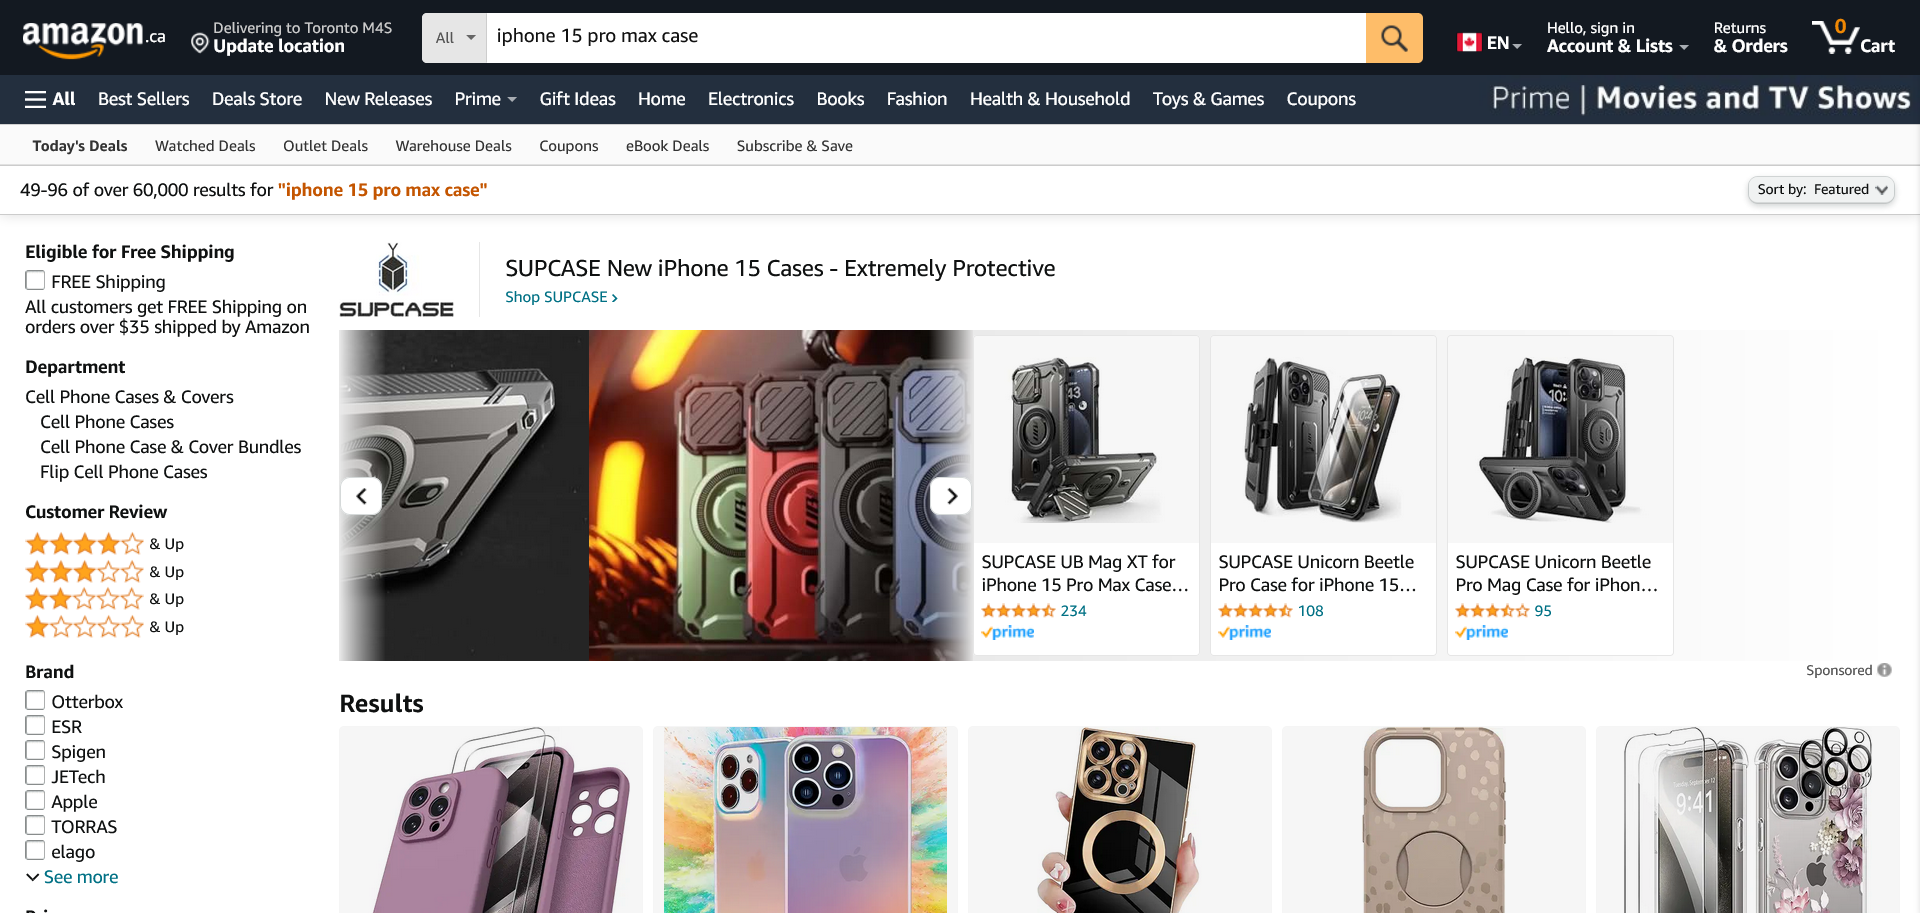 amazon.ca
Delivering to Toronto M4S
Update location
All
iphone 15 pro max case
EN
Hello, sign in
Account & Lists
Returns
& Orders
0
Cart
All
Best Sellers
Deals Store
New Releases
Prime
Gift Ideas
Home
Electronics
Books
Fashion
Health & Household
Toys & Games
Coupons
Prime | Movies and TV Shows
Today's Deals
Watched Deals
Outlet Deals
Warehouse Deals
Coupons
eBook Deals
Subscribe & Save
49-96 of over 60,000 results for "iphone 15 pro max case"
Sort by: Featured
Eligible for Free Shipping
FREE Shipping
All customers get FREE Shipping on
orders over $35 shipped by Amazon
Department
Cell Phone Cases & Covers
Cell Phone Cases
Cell Phone Case & Cover Bundles
Flip Cell Phone Cases
Customer Review
& Up
& Up
& Up
& Up
Brand
Otterbox
ESR
Spigen
JETech
Apple
TORRAS
elago
See more
SUPCASE
SUPCASE New iPhone 15 Cases - Extremely Protective
Shop SUPCASE ›
SUPCASE UB Mag XT for
iPhone 15 Pro Max Case...
234
prime
SUPCASE Unicorn Beetle
Pro Case for iPhone 15...
108
prime
SUPCASE Unicorn Beetle
Pro Mag Case for iPhon...
95
prime
Sponsored
Results
9:41